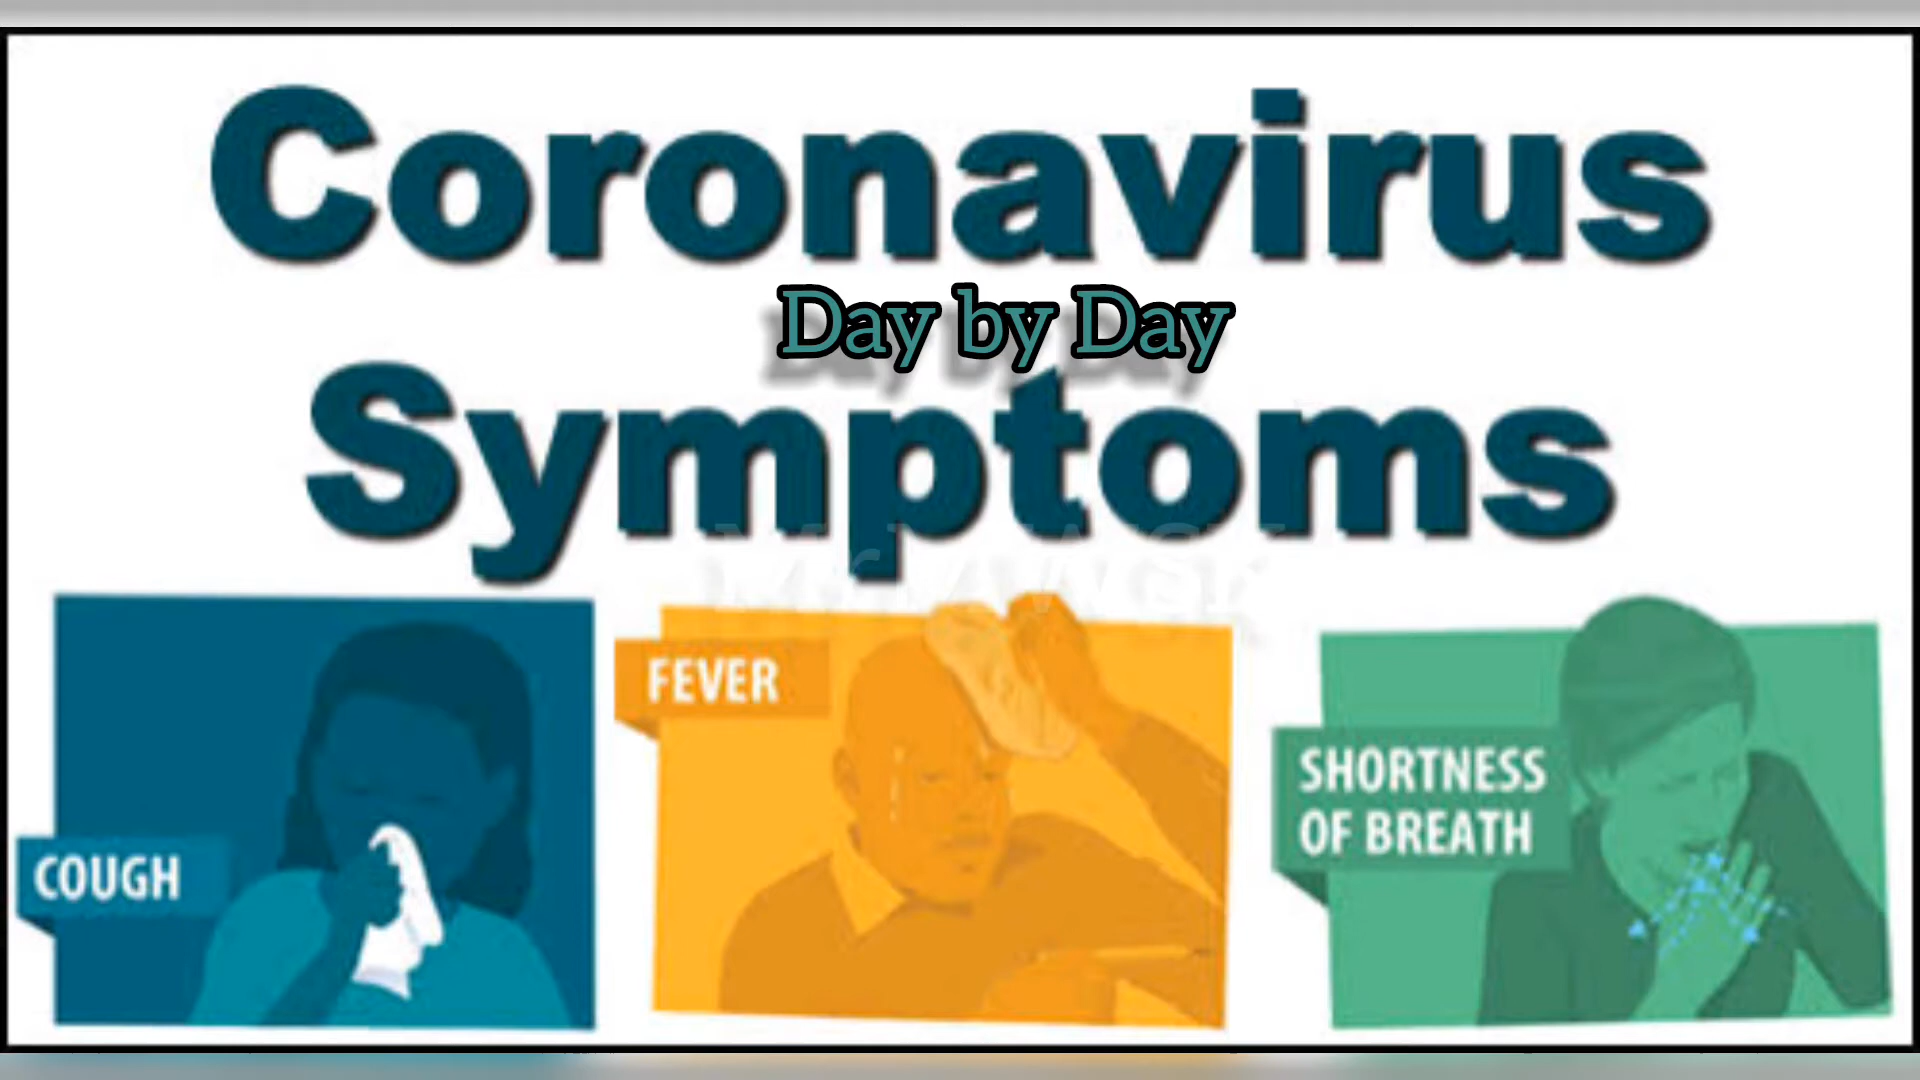 Coronavirus
Day by Day
Symptoms
COUGH
FEVER
SHORTNESS
OF BREATH